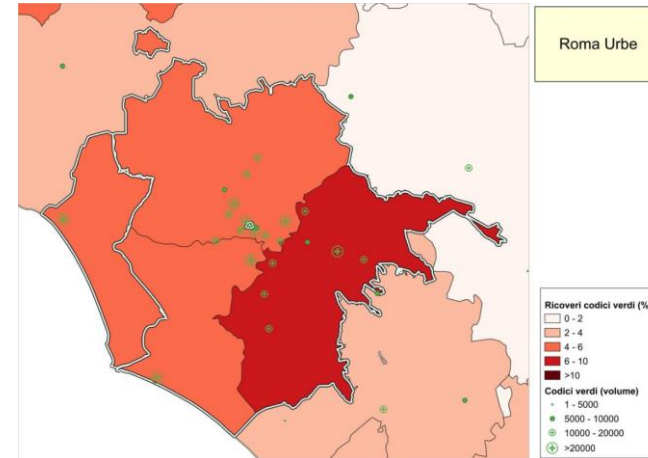 Roma Urbe
Ricoveri codici verdi (%
0 - 2
2 - 4
4 - 6
6 - 10
>10
Codici verdi (volume)
1 - 5000
5000 - 10000
10000 - 20000
>20000